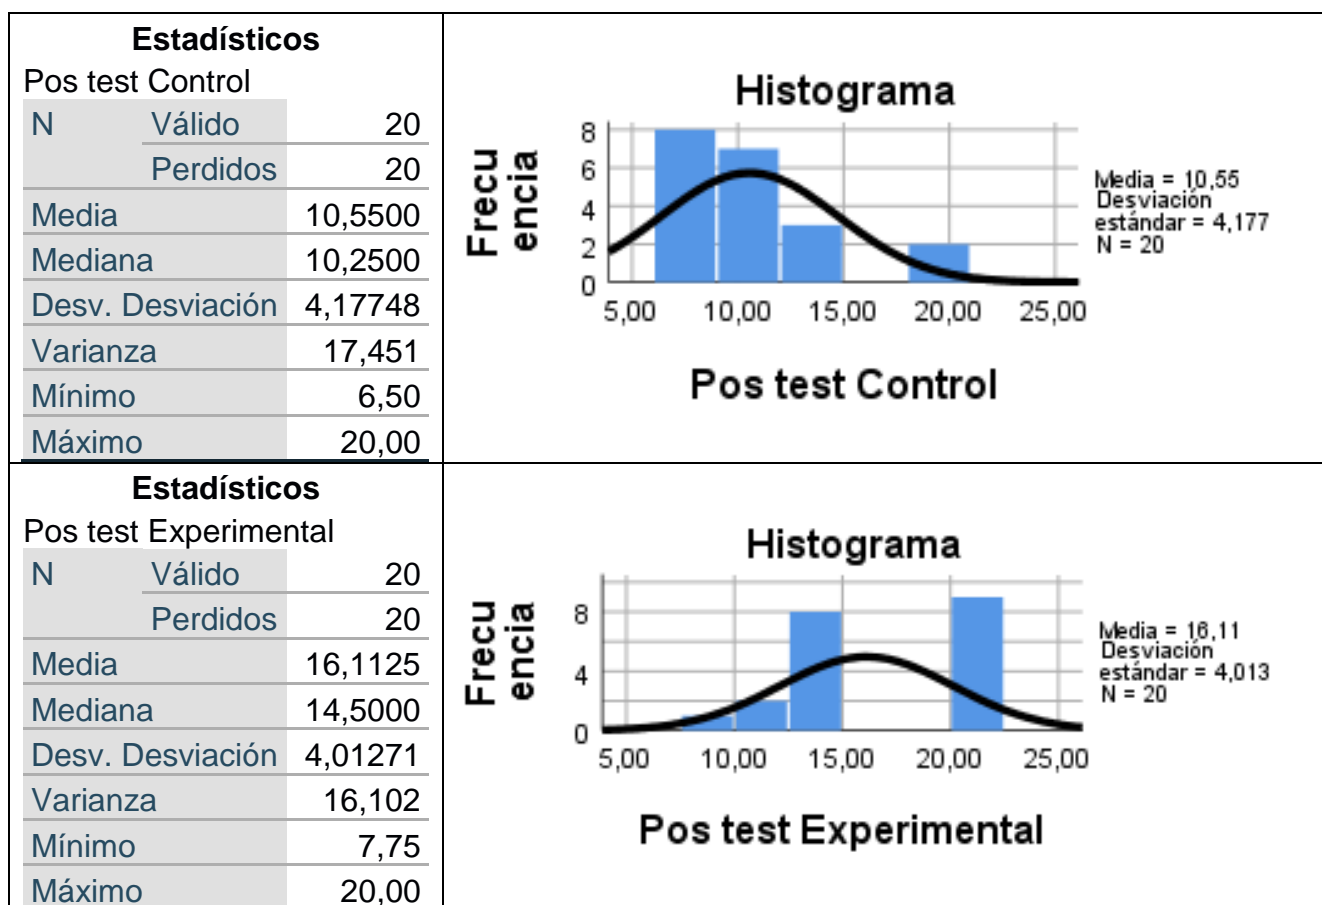 Estadísticos
Pos test Control
N Válido 20
Perdidos 20
Media 10,5500
Mediana 10,2500
Desv. Desviación 4,17748
Varianza 17,451
Mínimo 6,50
Máximo 20,00
Histograma
Frecu
encia
8
6
4
2
0
5,00 10,00 15,00 20,00 25,00
Pos test Control
Media = 10,55
Desviación
estándar = 4,177
N = 20
Estadísticos
Pos test Experimental
N Válido 20
Perdidos 20
Media 16,1125
Mediana 14,5000
Desv. Desviación 4,01271
Varianza 16,102
Mínimo 7,75
Máximo 20,00
Histograma
Frecu
encia
8
4
0
5,00 10,00 15,00 20,00 25,00
Pos test Experimental
Media = 16,11
Desviación
estándar = 4,013
N = 20